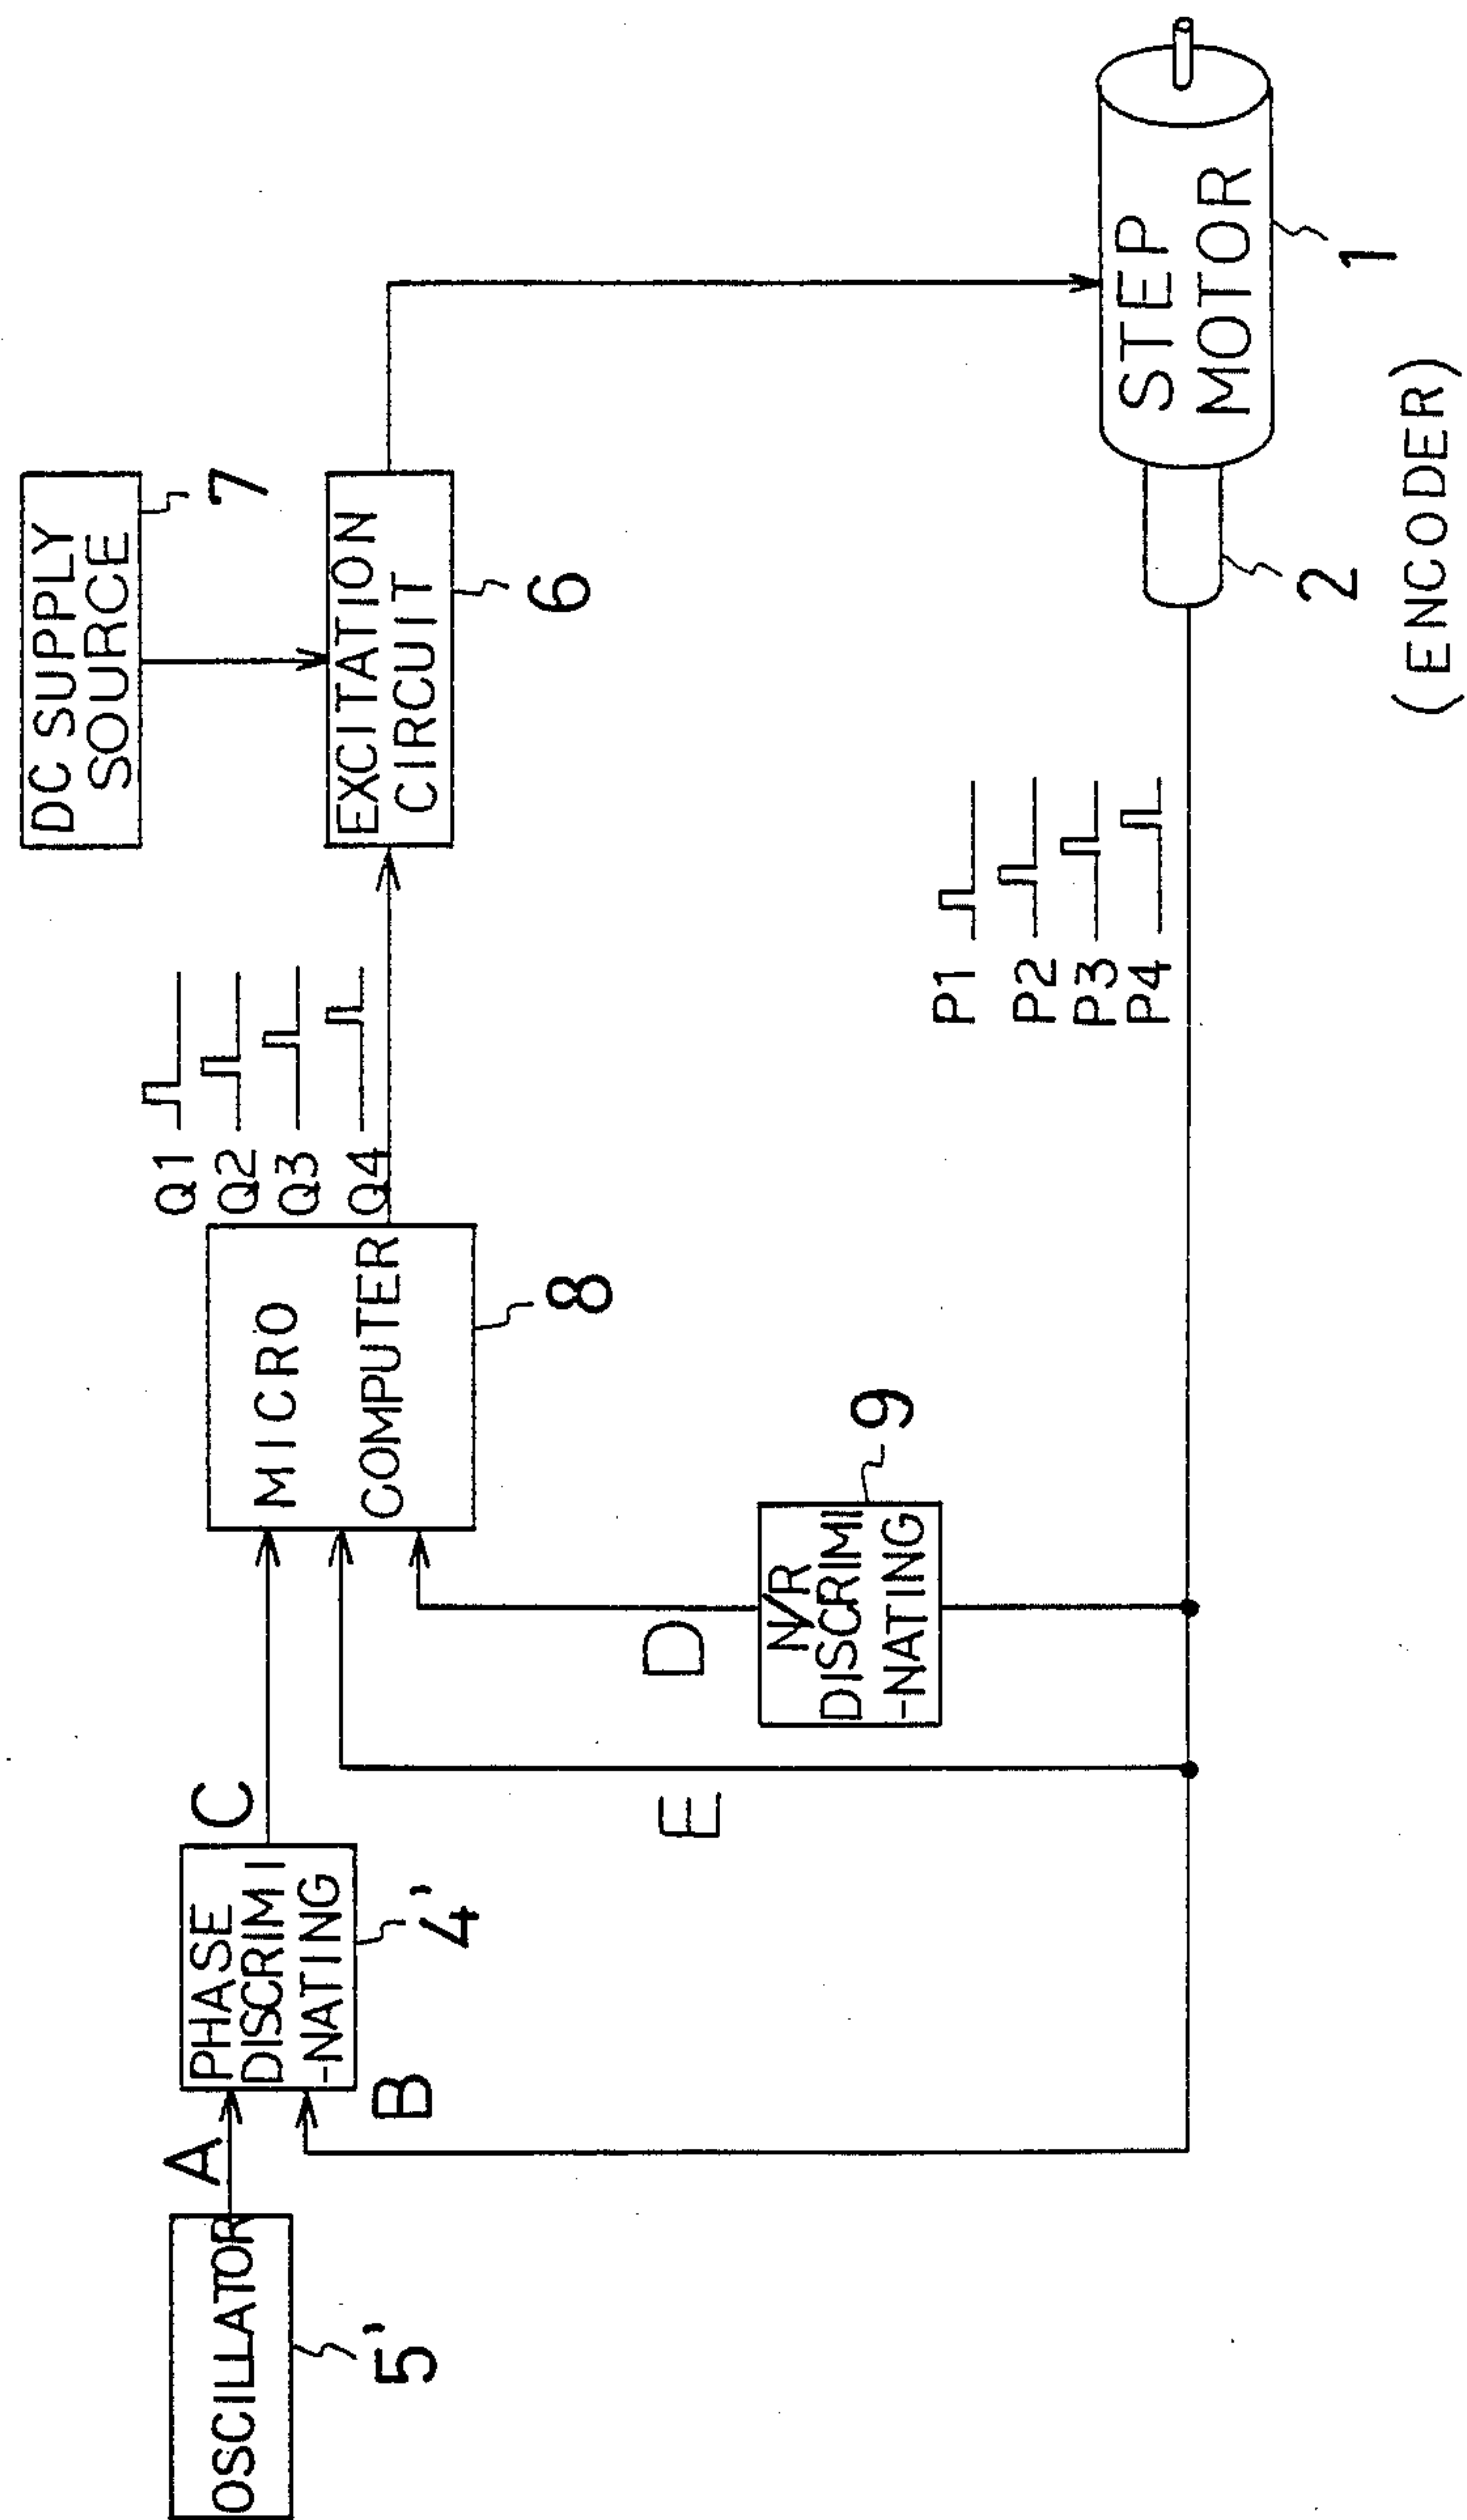 OSCILLATOR
5'
A
B
PHASE
DISCRIMI
-NATING
4'
C
E
D
N/R
DISCRIMI
-NATING
9
MICRO
COMPUTER
8
Q1
Q2
Q3
Q4
DC SUPPLY
SOURCE
7
EXCITATION
CIRCUIT
6
P1
P2
P3
P4
STEP
MOTOR
1
2
(ENCODER)